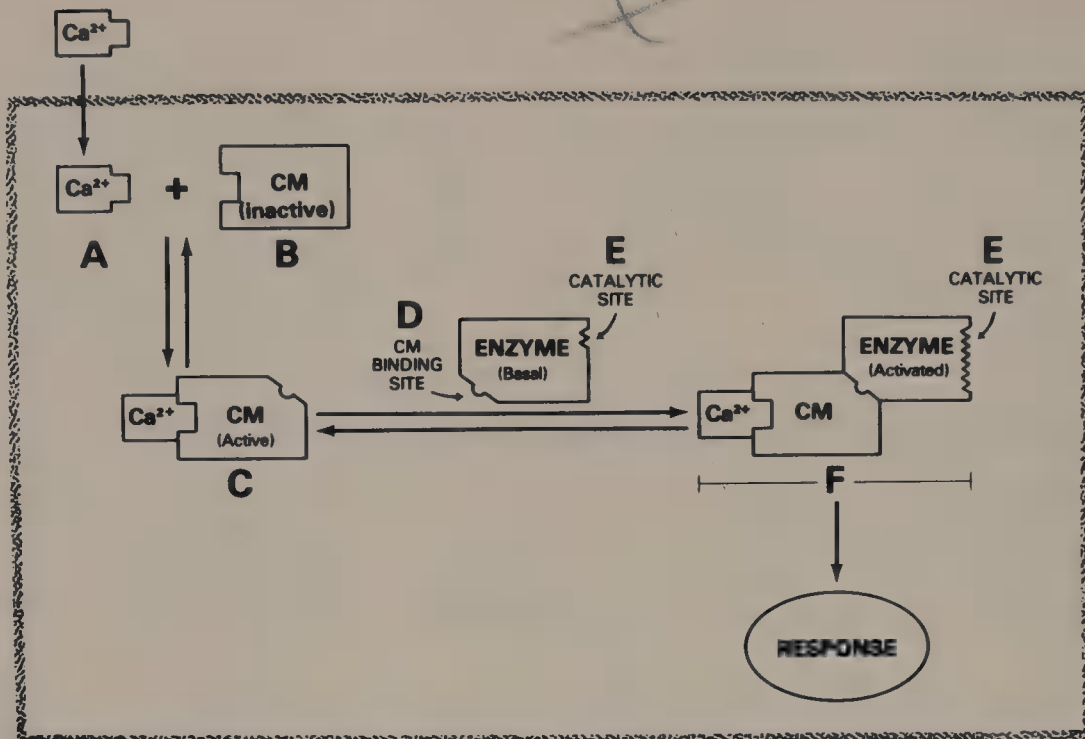 Ca²⁺
Ca²⁺ + CM
(inactive)
A B
E
CATALYTIC
SITE
E
CATALYTIC
SITE
D
CM
BINDING
SITE
ENZYME
(Basal)
ENZYME
(Activated)
Ca²⁺ CM
(Active)
C
Ca²⁺ CM
F
RESPONSE